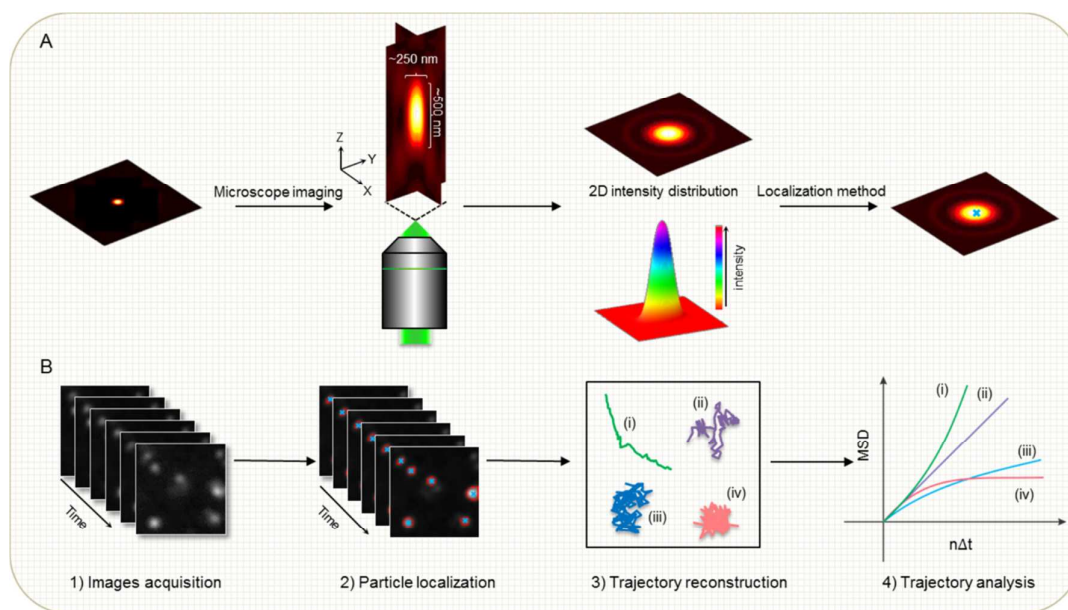 A
~250 nm
~500 nm
Z
Y
X
Microscope imaging
2D intensity distribution
Localization method
intensity
B
Time
Time
(i)
(ii)
(iii)
(iv)
MSD
(i)
(ii)
(iii)
(iv)
nΔt
1) Images acquisition
2) Particle localization
3) Trajectory reconstruction
4) Trajectory analysis